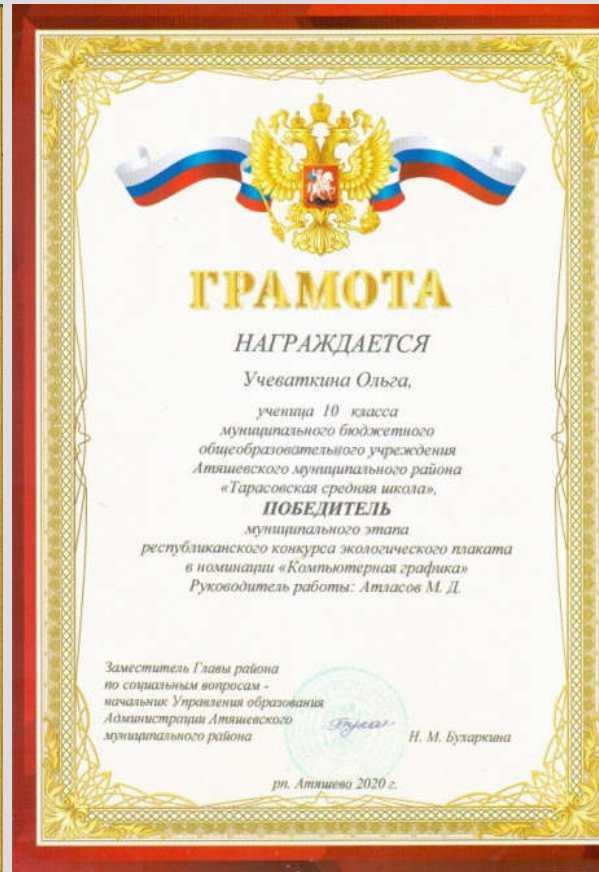 ГРАМОТА
НАГРАЖДАЕТСЯ
Учеваткина Ольга,
ученица 10 класса
муниципального бюджетного
общеобразовательного учреждения
Атяшевского муниципального района
«Тарасовская средняя школа»,
ПОБЕДИТЕЛЬ
муниципального этапа
республиканского конкурса экологического плаката
в номинации «Компьютерная графика»
Руководитель работы: Атласов М. Д.
Заместитель Главы района
по социальным вопросам -
начальник Управления образования
Администрации Атяшевского
муниципального района
Н. М. Бухаркина
рп. Атяшево 2020 г.